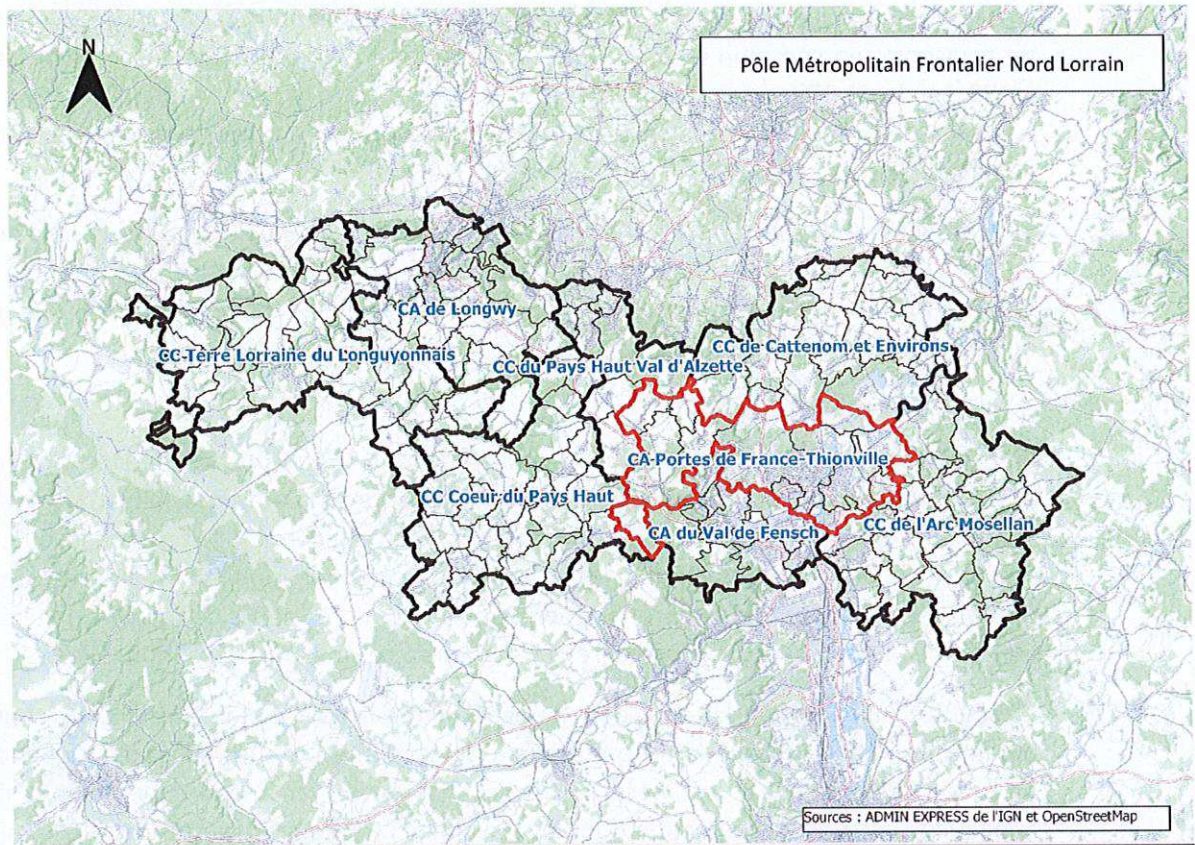 N
Pôle Métropolitain Frontalier Nord Lorrain
CA de Longwy
CC Terre Lorraine du Longuyonnais
CC de Cattenom et Environs
CC du Pays Haut Val d'Alzette
CA Portes de France-Thionville
CC Coeur du Pays Haut
CC de l'Arc Mosellan
CA du Val de Fensch
Sources : ADMIN EXPRESS de l'IGN et OpenStreetMap